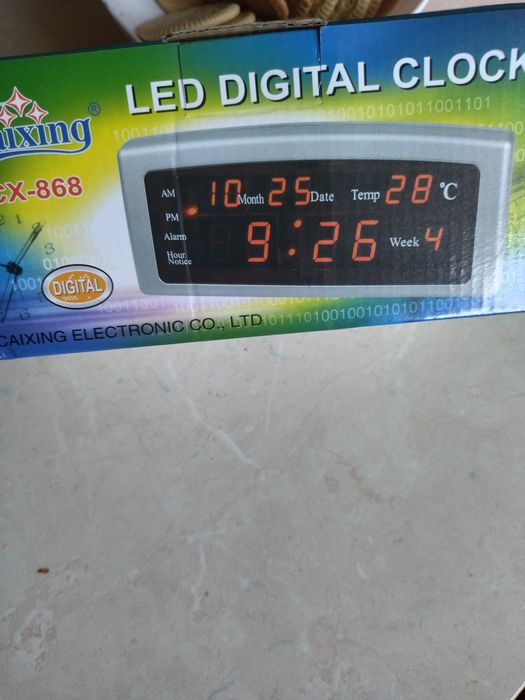 LED DIGITAL CLOCK
®
CX-868
AM
10 Month 25 Date Temp 28 °C
PM
Alarm
9:26 Week 4
Hour
Notice
DIGITAL
CAIXING ELECTRONIC CO., LTD